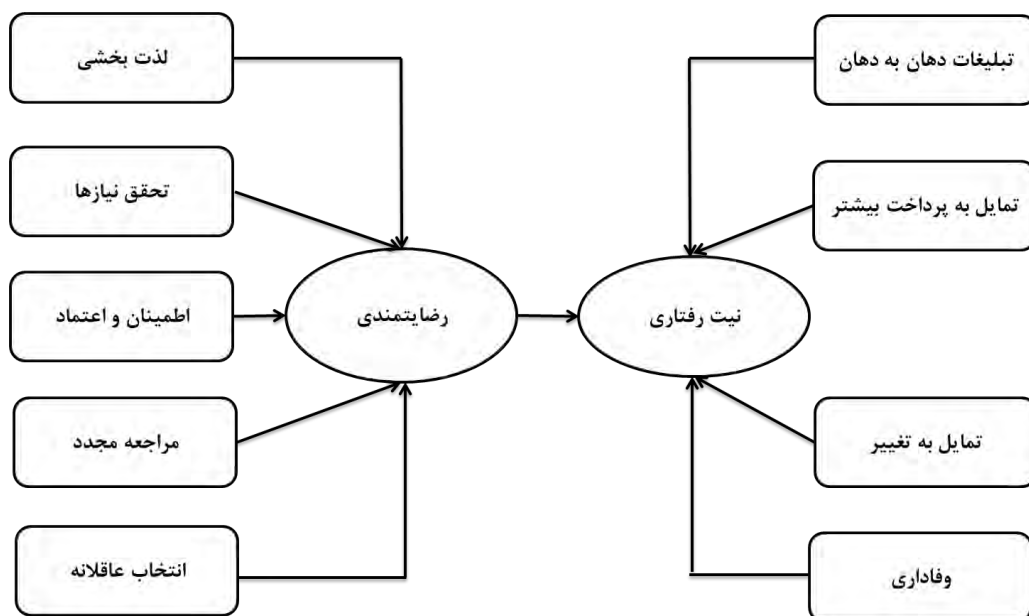 لذت بخشی
تبلیغات دهان به دهان
تحقق نیازها
تمایل به پرداخت بیشتر
اطمینان و اعتماد
رضایتمندی
نیت رفتاری
مراجعه مجدد
تمایل به تغییر
انتخاب عاقلانه
وفاداری